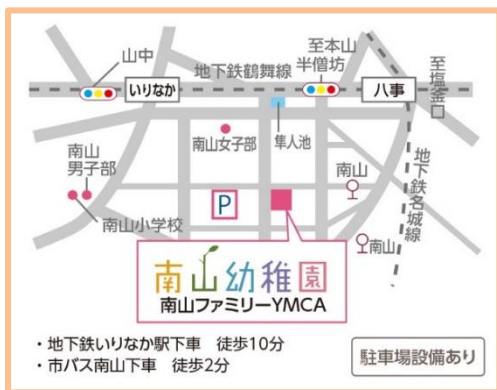 山中
地下鉄鶴舞線
至本山
半僧坊
至塩釜口
いりなか
八事
南山女子部
隼人池
南山
男子部
南山
地下鉄名城線
P
南山小学校
南山
南山幼稚園
南山ファミリーYMCA
・地下鉄いりなか駅下車 徒歩10分
・市バス南山下車 徒歩2分
駐車場設備あり